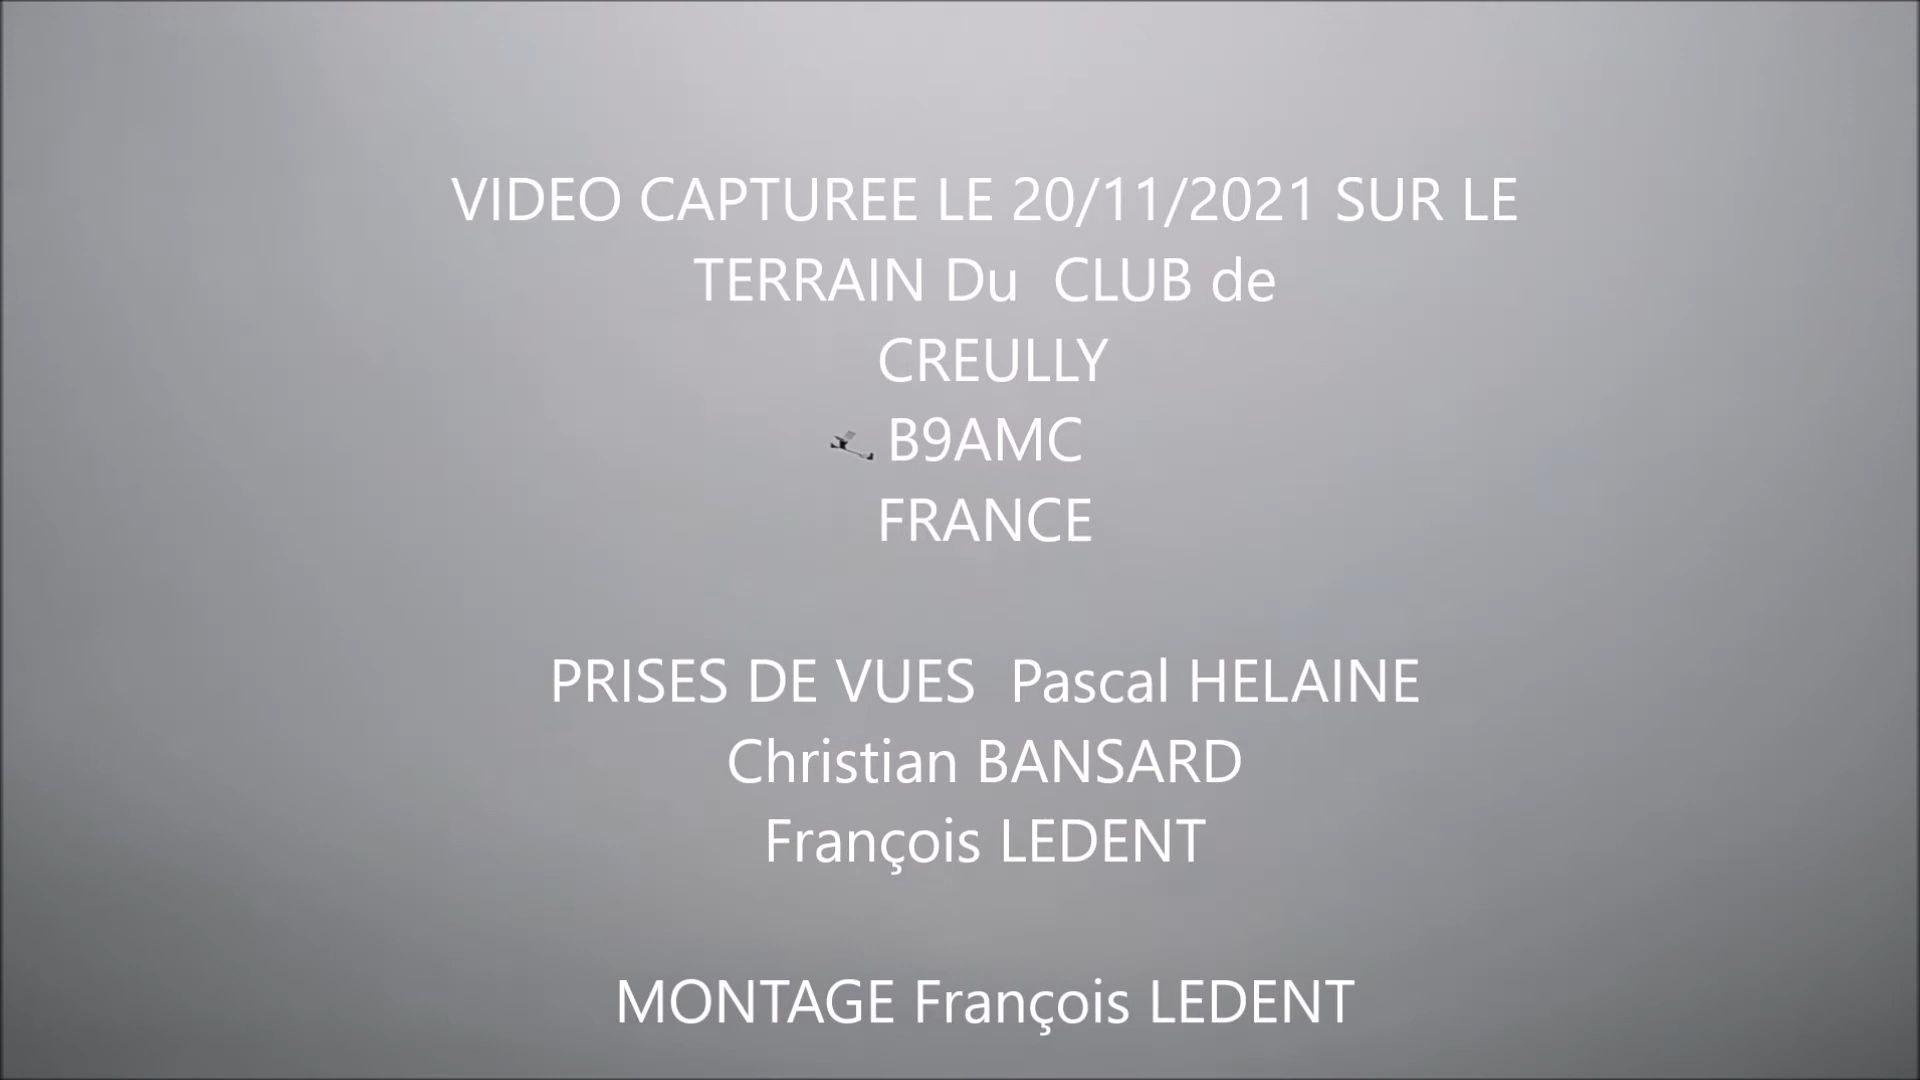 VIDEO CAPTUREE LE 20/11/2021 SUR LE
TERRAIN Du  CLUB de
CREULLY
B9AMC
FRANCE
PRISES DE VUES  Pascal HELAINE
Christian BANSARD
François LEDENT
MONTAGE François LEDENT